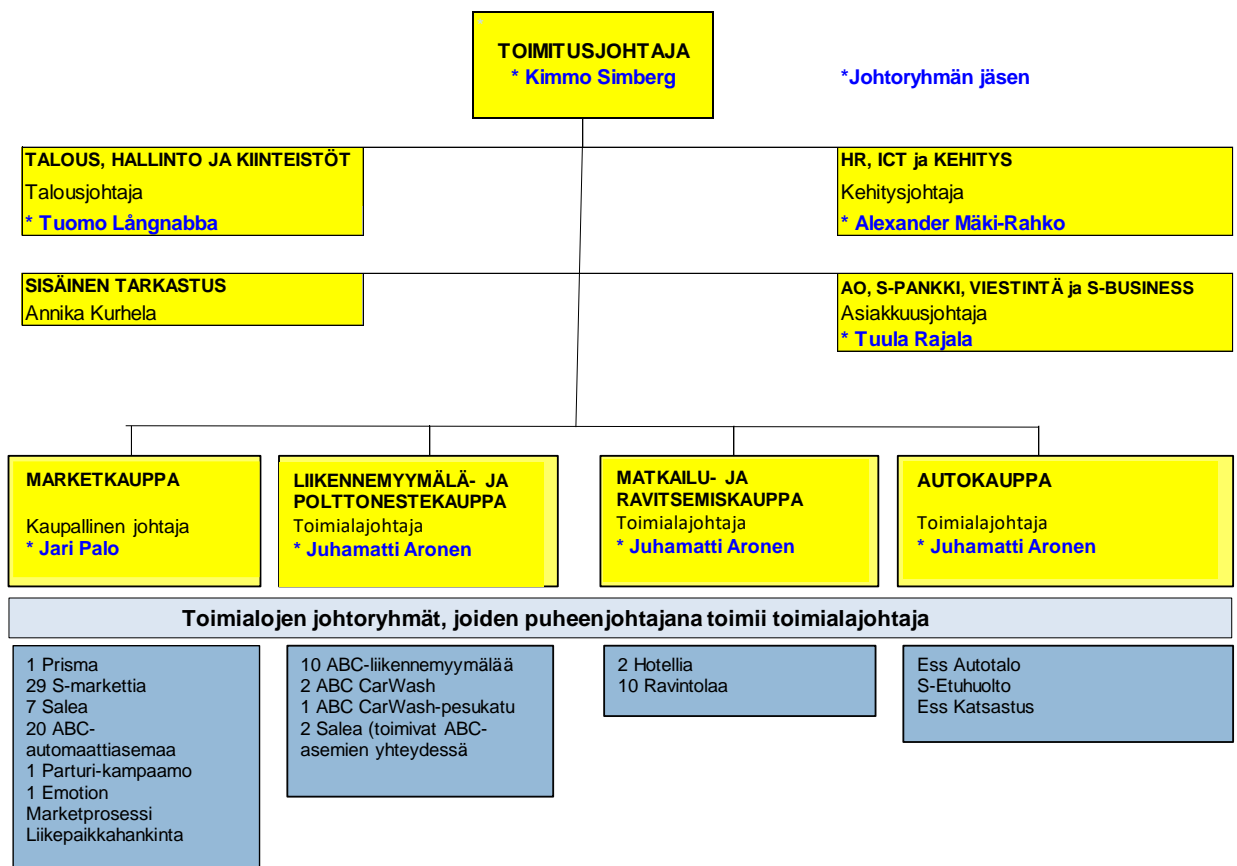 TOIMITUSJOHTAJA
* Kimmo Simberg
*Johtoryhmän jäsen
TALOUS, HALLINTO JA KIINTEISTÖT
Talousjohtaja
* Tuomo Långnabba
HR, ICT ja KEHITYS
Kehitysjohtaja
* Alexander Mäki-Rahko
SISÄINEN TARKASTUS
Annika Kurhela
AO, S-PANKKI, VIESTINTÄ ja S-BUSINESS
Asiakkuusjohtaja
* Tuula Rajala
MARKETKAUPPA
Kaupallinen johtaja
* Jari Palo
LIIKENNEMYYMÄLÄ- JA
POLTTONESTEKAUPPA
Toimialajohtaja
* Juhamatti Aronen
MATKAILU- JA
RAVITSEMISKAUPPA
Toimialajohtaja
* Juhamatti Aronen
AUTOKAUPPA
Toimialajohtaja
* Juhamatti Aronen
Toimialojen johtoryhmät, joiden puheenjohtajana toimii toimialajohtaja
1 Prisma
29 S-markettia
7 Salea
20 ABC-
automaattiasemaa
1 Parturi-kampaamo
1 Emotion
Marketprosessi
Liikepaikkahankinta
10 ABC-liikennemyymälää
2 ABC CarWash
1 ABC CarWash-pesukatu
2 Salea (toimivat ABC-
asemien yhteydessä
2 Hotellia
10 Ravintolaa
Ess Autotalo
S-Etuhuolto
Ess Katsastus